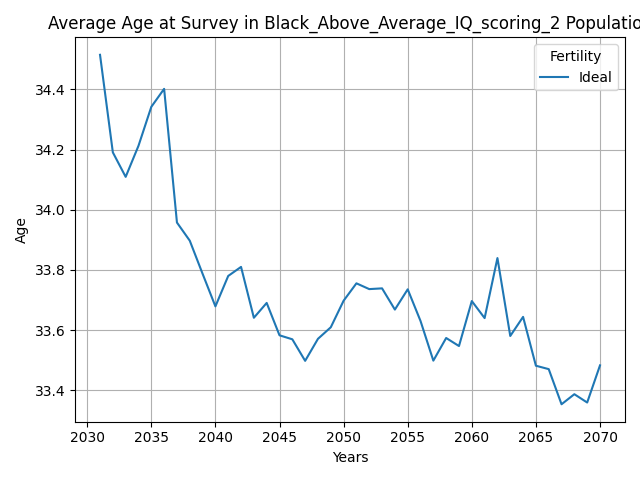 Average Age at Survey in Black_Above_Average_IQ_scoring_2 Populatio
Fertility
Ideal
34.4
34.2
34.0
33.8
33.6
33.4
Age
2030 2035 2040 2045 2050 2055 2060 2065 2070
Years